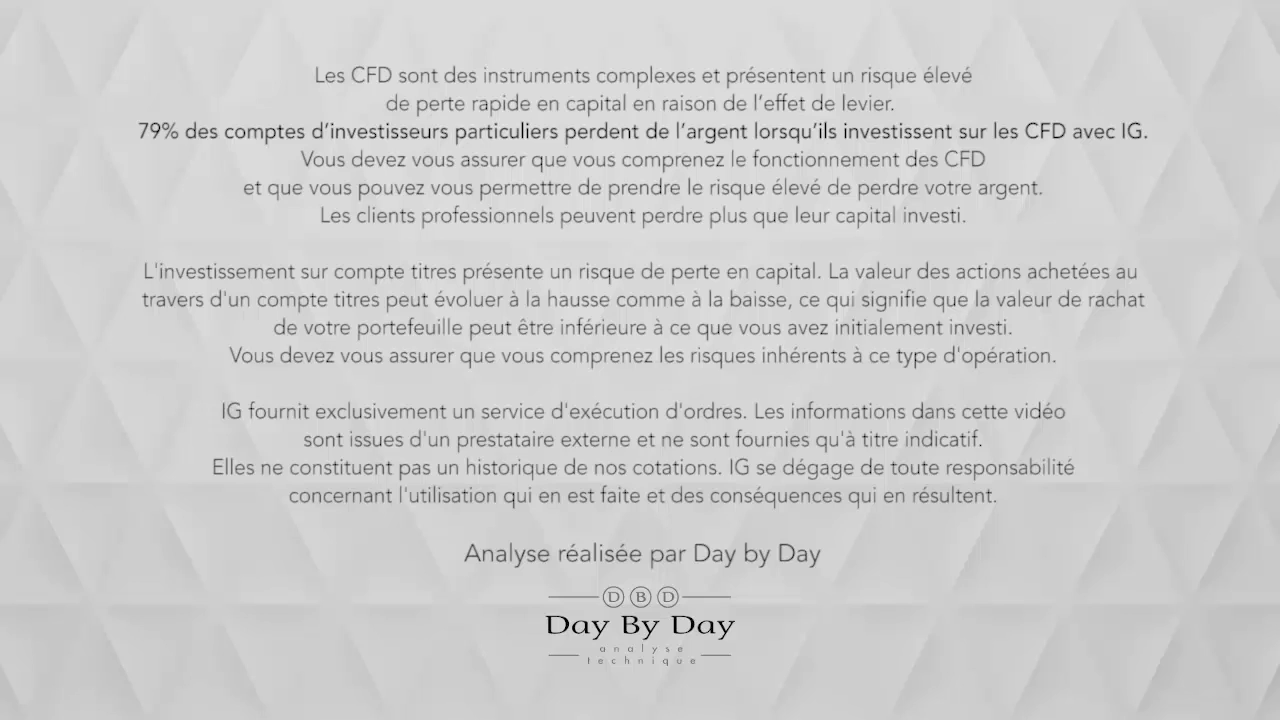 Les CFD sont des instruments complexes et présentent un risque élevé
de perte rapide en capital en raison de l’effet de levier.
79% des comptes d’investisseurs particuliers perdent de l’argent lorsqu’ils investissent sur les CFD avec IG.
Vous devez vous assurer que vous comprenez le fonctionnement des CFD
et que vous pouvez vous permettre de prendre le risque élevé de perdre votre argent.
Les clients professionnels peuvent perdre plus que leur capital investi.
L'investissement sur compte titres présente un risque de perte en capital. La valeur des actions achetées au
travers d'un compte titres peut évoluer à la hausse comme à la baisse, ce qui signifie que la valeur de rachat
de votre portefeuille peut être inférieure à ce que vous avez initialement investi.
Vous devez vous assurer que vous comprenez les risques inhérents à ce type d'opération.
IG fournit exclusivement un service d'exécution d'ordres. Les informations dans cette vidéo
sont issues d'un prestataire externe et ne sont fournies qu'à titre indicatif.
Elles ne constituent pas un historique de nos cotations. IG se dégage de toute responsabilité
concernant l'utilisation qui en est faite et des conséquences qui en résultent.
Analyse réalisée par Day by Day
D B D
Day By Day
analyse
technique